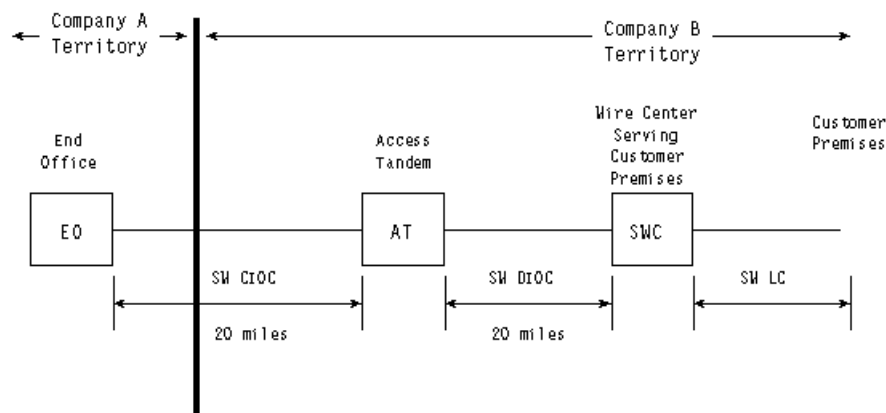 Company A
Territory
Company B
Territory
End
Office
Access
Tandem
Wire Center
Serving
Customer
Premises
Customer
Premises
EO
AT
SWC
SW CIOC
SW DIOC
SW LC
20 miles
20 miles